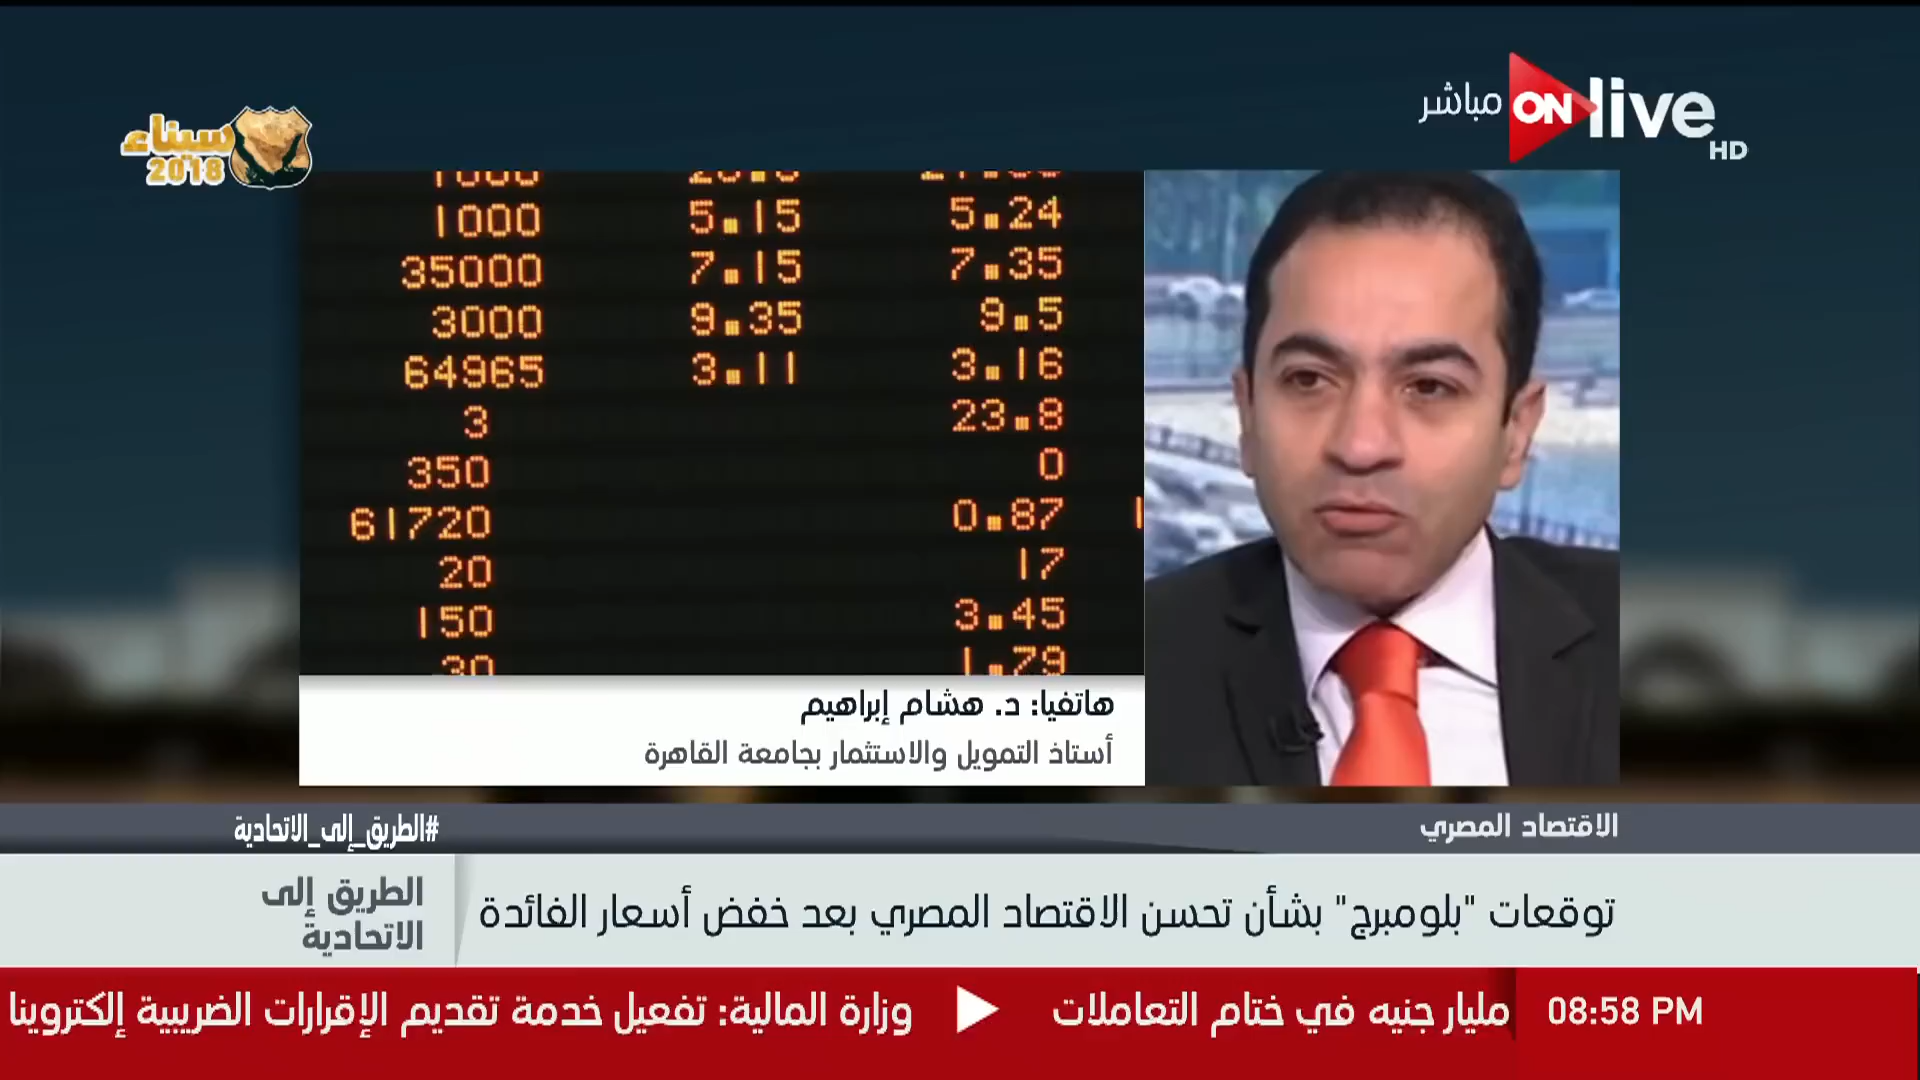 مباشر ON live HD
سيناء 2018
1000 5.15 5.24
35000 7.15 7.35
3000 9.35 9.5
64965 3.11 3.16
3 23.8
350 0
61720 0.87
20 17
150 3.45
30 1.79
هاتفيا: د. هشام إبراهيم
أستاذ التمويل والاستثمار بجامعة القاهرة
الاقتصاد المصري
#الطريق_إلى_الاتحادية
توقعات "بلومبرج" بشأن تحسن الاقتصاد المصري بعد خفض أسعار الفائدة
الطريق إلى
الاتحادية
08:58 PM
مليار جنيه في ختام التعاملات
وزارة المالية: تفعيل خدمة تقديم الإقرارات الضريبية إلكتروينا